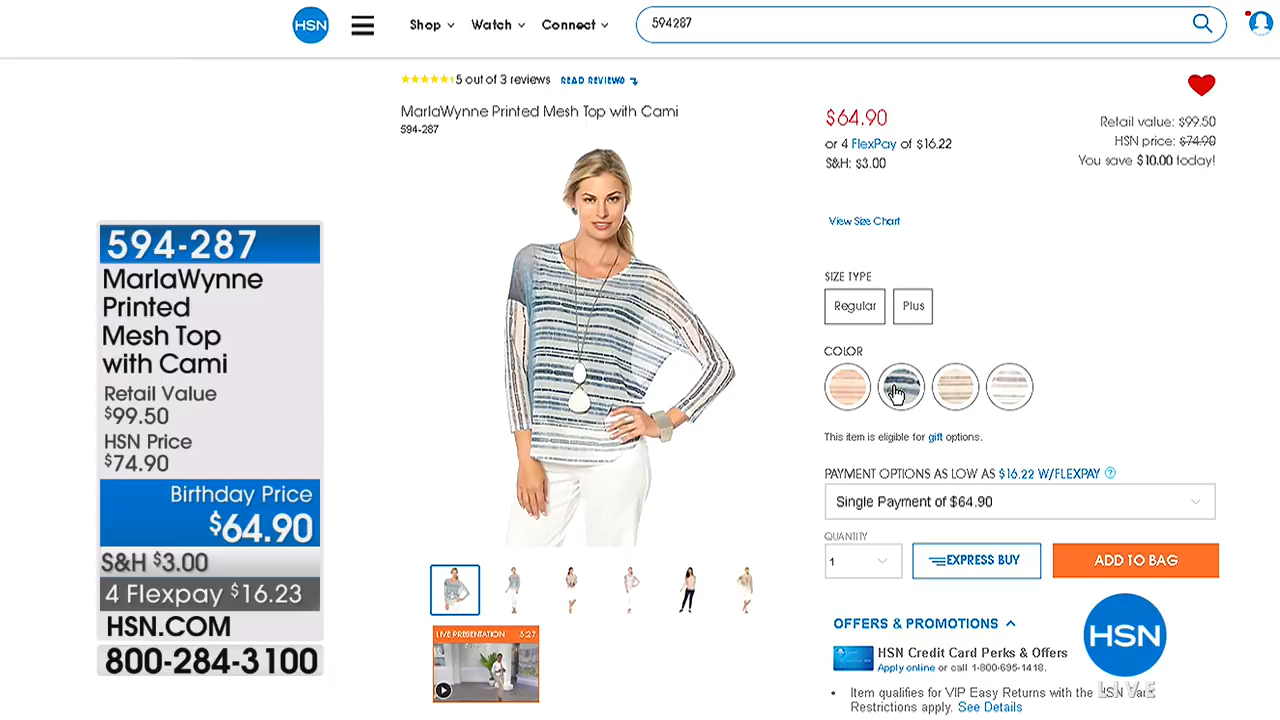 HSN
Shop
Watch
Connect
594287
5 out of 3 reviews
READ REVIEWS
MarlaWynne Printed Mesh Top with Cami
594-287
$64.90
or 4 FlexPay of $16.22
S&H: $3.00
Retail value: $99.50
HSN price: $74.90
You save $10.00 today!
View Size Chart
SIZE TYPE
Regular
Plus
COLOR
This item is eligible for gift options.
PAYMENT OPTIONS AS LOW AS $16.22 W/FLEXPAY ?
Single Payment of $64.90
QUANTITY
1
EXPRESS BUY
ADD TO BAG
OFFERS & PROMOTIONS
HSN Credit Card Perks & Offers
Apply online or call 1-800-695-1418.
• Item qualifies for VIP Easy Returns with the HSN
Restrictions apply. See Details
LIVE PRESENTATION 5:27
594-287
MarlaWynne
Printed
Mesh Top
with Cami
Retail Value
$99.50
HSN Price
$74.90
Birthday Price
$64.90
S&H $3.00
4 Flexpay $16.23
HSN.COM
800-284-3100
HSN
LIVE